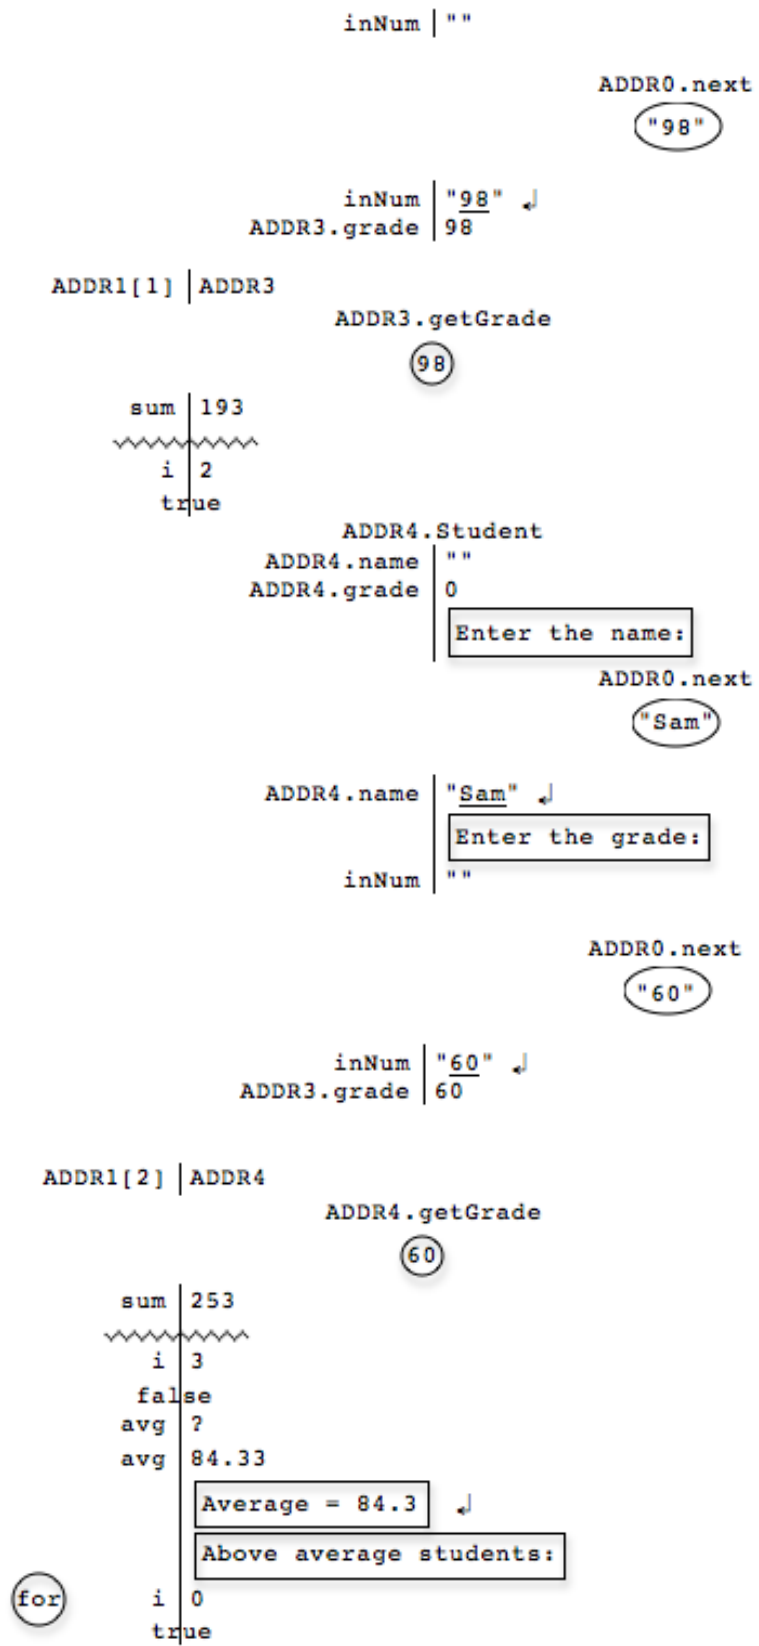 inNum ""
ADDR0.next
"98"
inNum "98" ↲
ADDR3.grade 98
ADDR1[1] ADDR3
ADDR3.getGrade
98
sum 193
i 2
true
ADDR4.Student
ADDR4.name ""
ADDR4.grade 0
Enter the name:
ADDR0.next
"Sam"
ADDR4.name "Sam" ↲
Enter the grade:
inNum ""
ADDR0.next
"60"
inNum "60" ↲
ADDR3.grade 60
ADDR1[2] ADDR4
ADDR4.getGrade
60
sum 253
i 3
false
avg ?
avg 84.33
Average = 84.3 ↲
Above average students:
for i 0
true